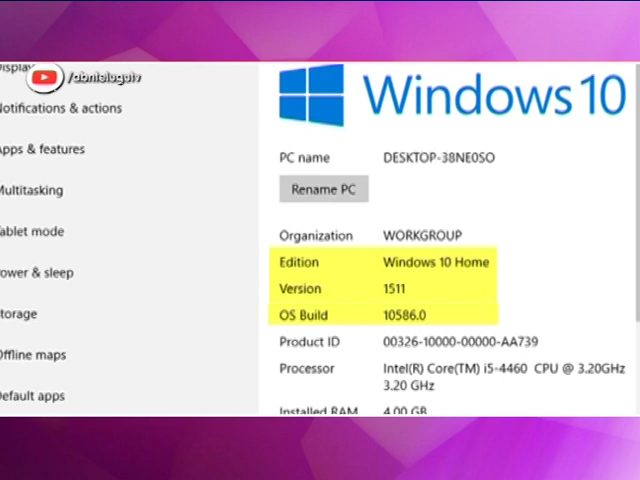 /abntelugutv
Notifications & actions
Apps & features
Multitasking
Tablet mode
Power & sleep
Storage
Offline maps
Default apps
Windows 10
PC name DESKTOP-38NE0SO
Rename PC
Organization WORKGROUP
Edition Windows 10 Home
Version 1511
OS Build 10586.0
Product ID 00326-10000-00000-AA739
Processor Intel(R) Core(TM) i5-4460 CPU @ 3.20GHz
3.20 GHz
Installed RAM 4.00 GB